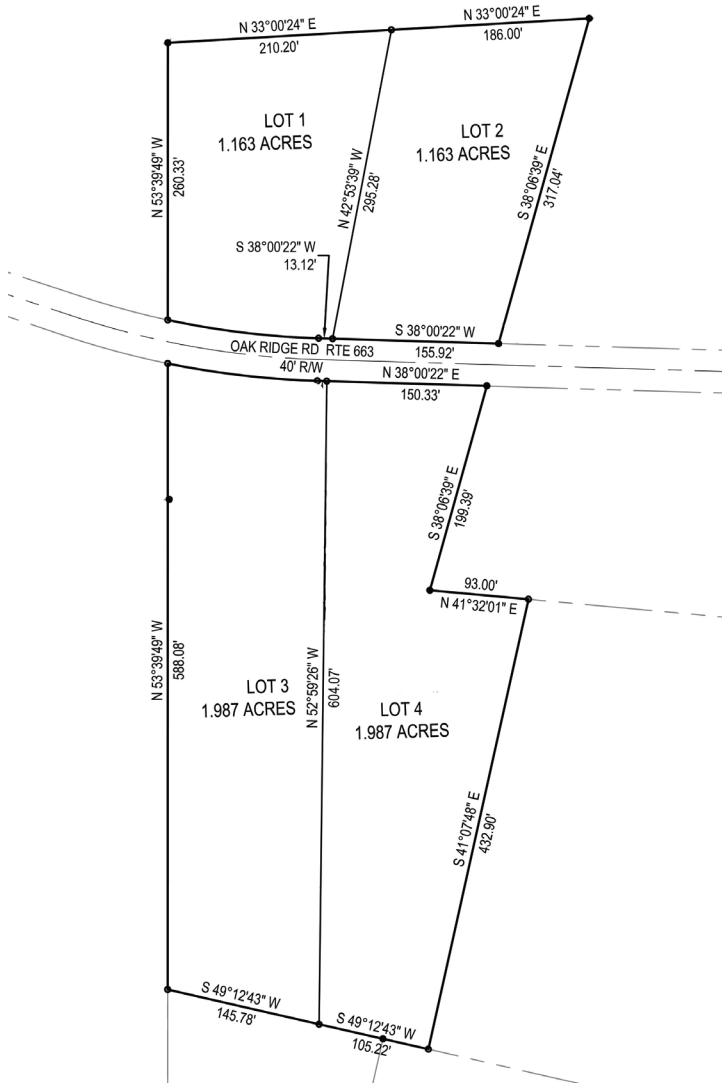 N 33°00'24" E
210.20'
N 33°00'24" E
186.00'
LOT 1
1.163 ACRES
LOT 2
1.163 ACRES
N 53°39'49" W
260.33'
N 42°53'39" W
295.28'
S 38°06'39" E
317.04'
S 38°00'22" W
13.12'
S 38°00'22" W
155.92'
OAK RIDGE RD RTE 663
40' R/W
N 38°00'22" E
150.33'
S 38°06'39" E
199.39'
93.00'
N 41°32'01" E
N 53°39'49" W
588.08'
LOT 3
1.987 ACRES
N 52°59'26" W
604.07'
LOT 4
1.987 ACRES
S 41°07'48" E
432.90'
S 49°12'43" W
145.78'
S 49°12'43" W
105.22'